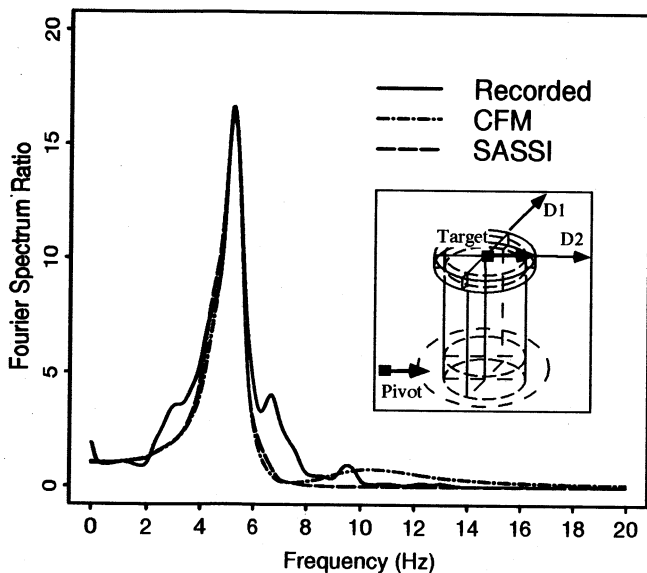 Fourier Spectrum Ratio
20
15
10
5
0
Recorded
CFM
SASSI
D1
Target
D2
Pivot
0 2 4 6 8 10 12 14 16 18 20
Frequency (Hz)